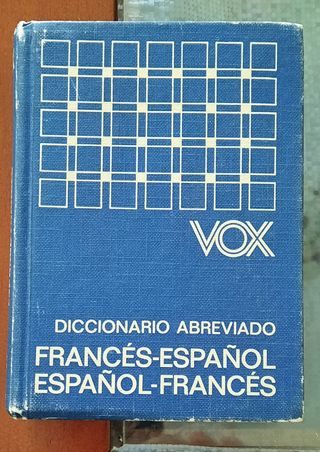 VOX
DICCIONARIO ABREVIADO
FRANCÉS-ESPAÑOL
ESPAÑOL-FRANCÉS